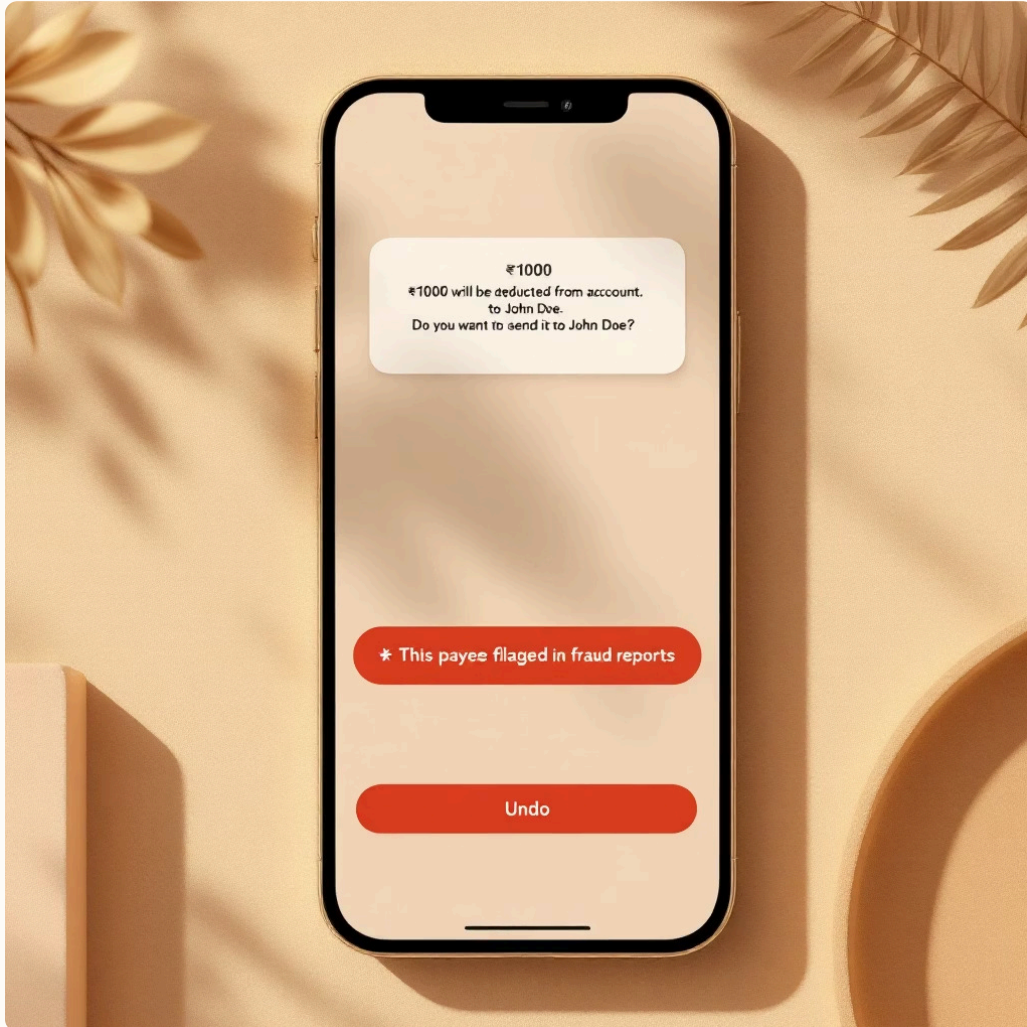 ₹1000
₹1000 will be deducted from acccount.
to John Doe.
Do you want to send it to John Doe?
* This payee fllaged in fraud reports
Undo